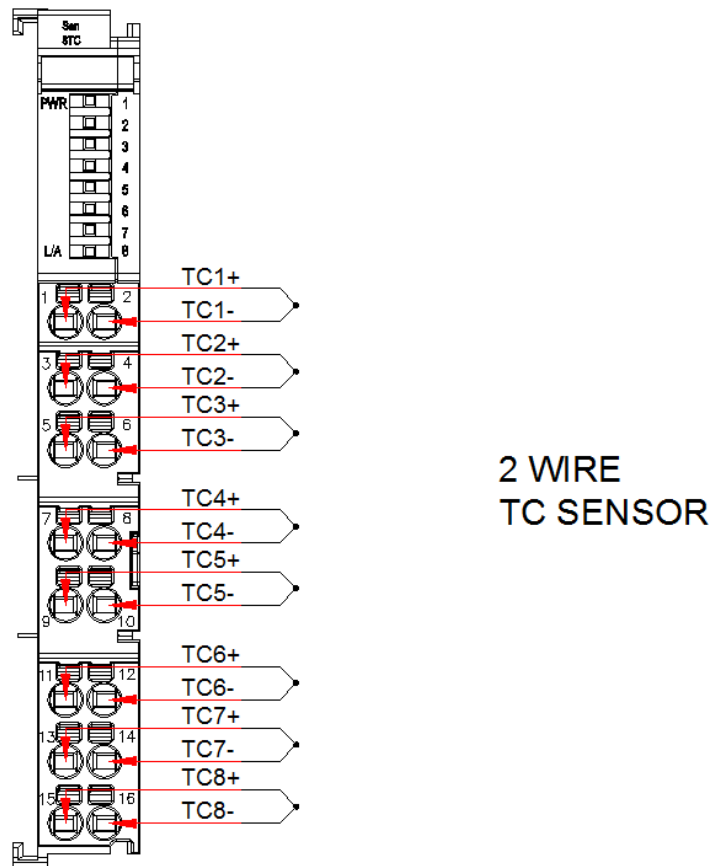 Sen
8TC
PWR 1
2
3
4
5
6
7
L/A 8
TC1+
1 2
TC1-
TC2+
3 4
TC2-
TC3+
5 6
TC3-
2 WIRE
TC SENSOR
TC4+
7 8
TC4-
TC5+
TC5-
9 10
TC6+
11 12
TC6-
TC7+
13 14
TC7-
TC8+
15 16
TC8-